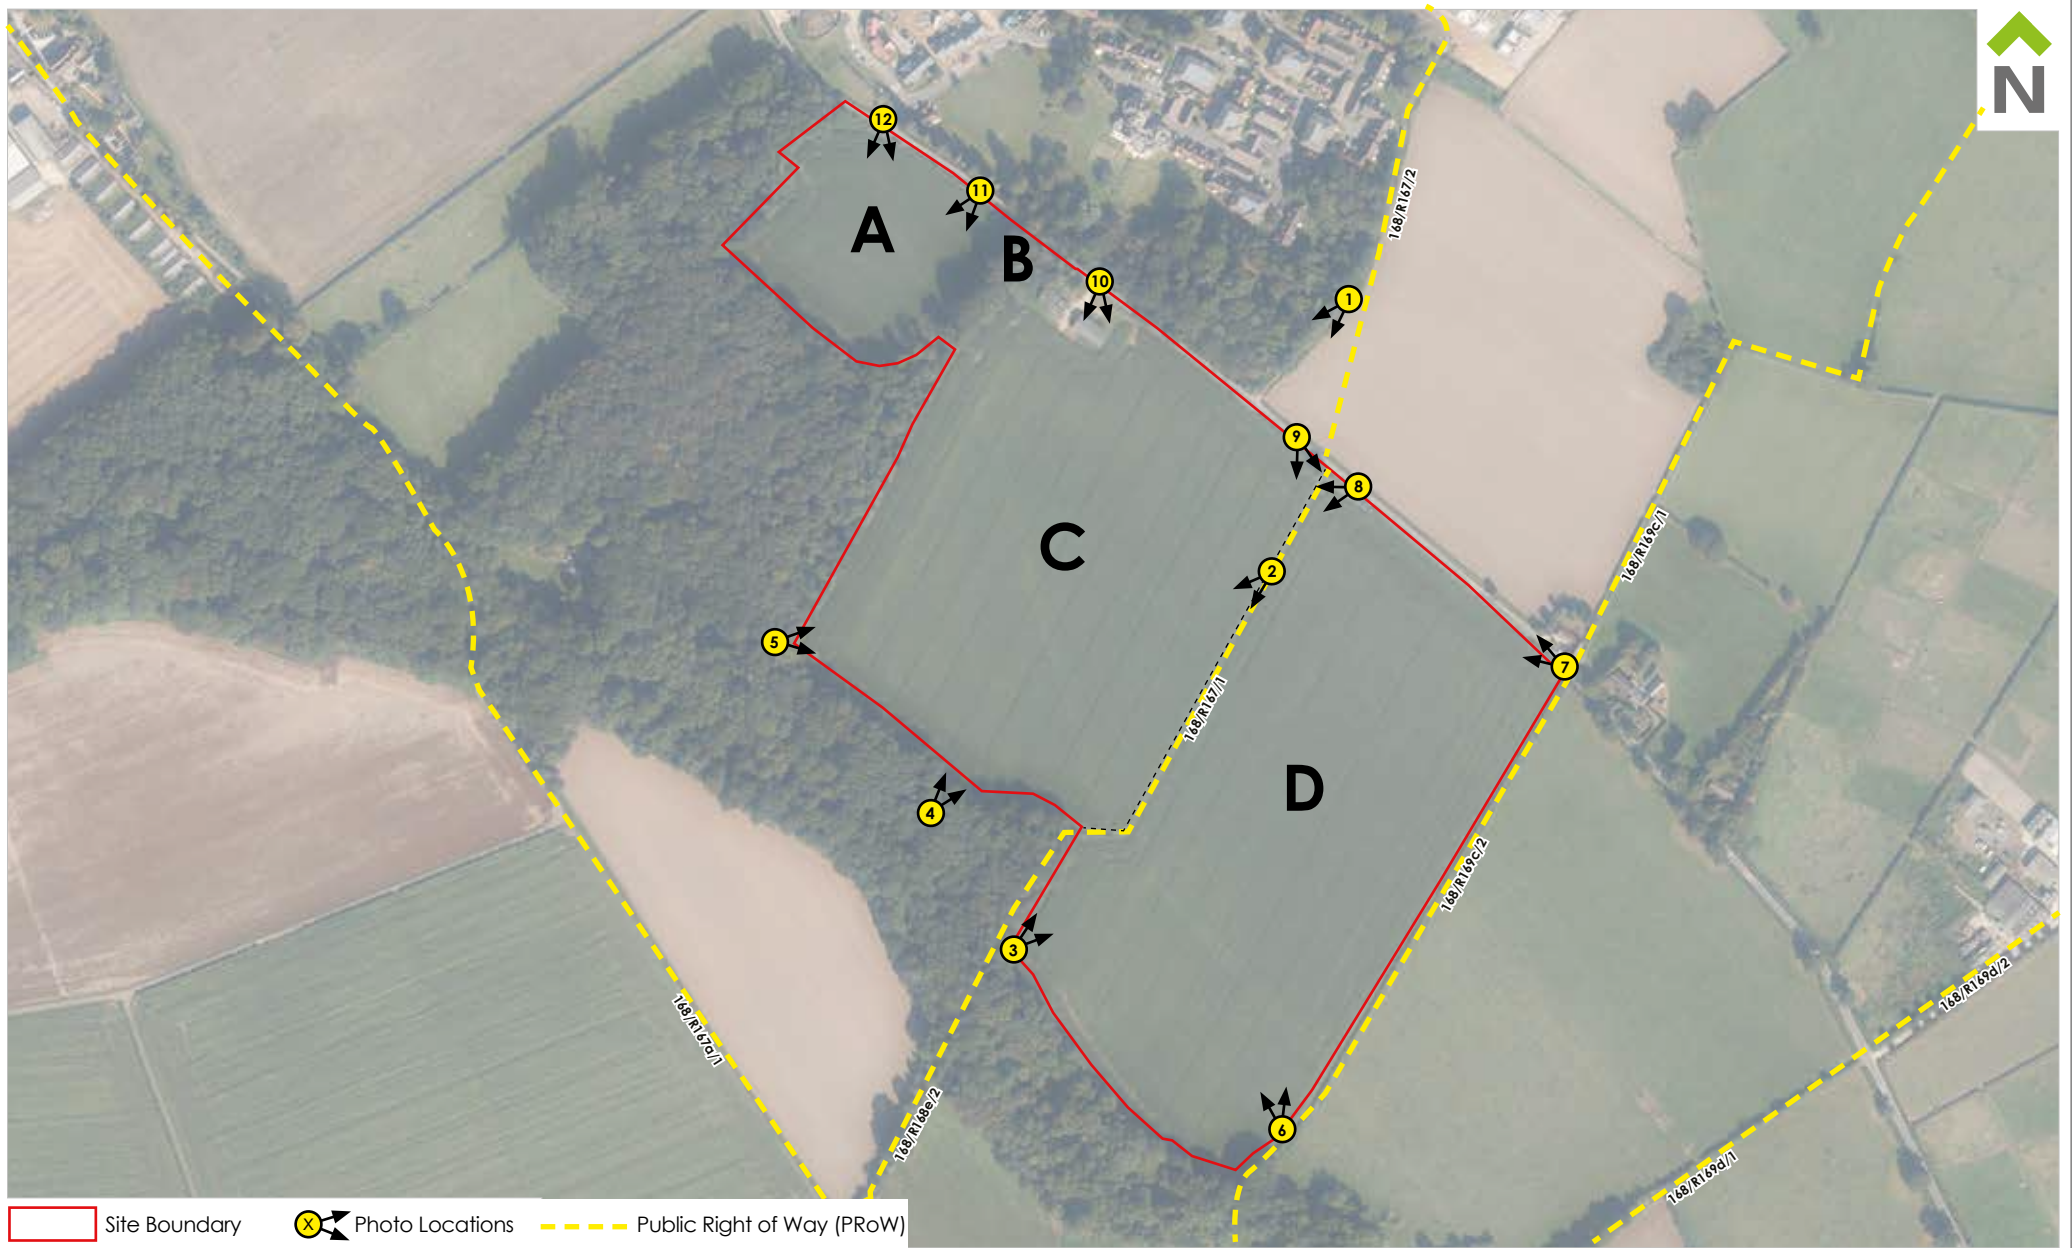 N
12
11
A
B
10
1
168/R167/2
9
8
C
2
168/R169c/1
5
7
168/R167/1
D
4
168/R169c/2
3
168/R169d/2
168/R167a/1
168/R168e/2
6
168/R169d/1
Site Boundary
X
Photo Locations
Public Right of Way (PRoW)